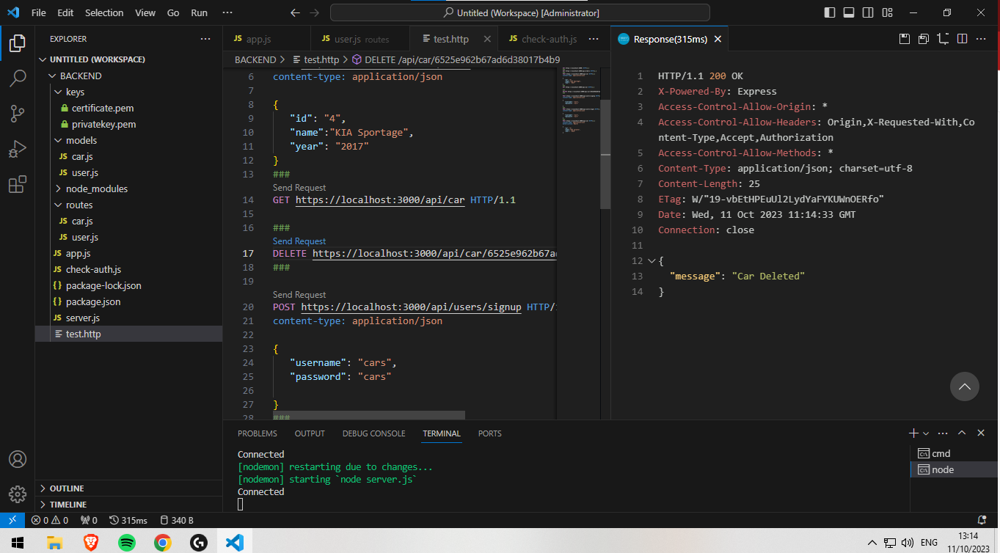 File Edit Selection View Go Run ··· Untitled (Workspace) [Administrator]
EXPLORER ···
UNTITLED (WORKSPACE)
BACKEND
keys
certificate.pem
privatekey.pem
models
JS car.js
JS user.js
node_modules
routes
JS car.js
JS user.js
JS app.js
JS check-auth.js
{} package-lock.json
{} package.json
JS server.js
test.http
OUTLINE
TIMELINE
JS app.js JS user.js routes test.http JS check-auth.js ···
BACKEND > test.http > DELETE /api/car/6525e962b67ad6d38017b4b9
6 content-type: application/json
7
8 {
9 "id": "4",
10 "name":"KIA Sportage",
11 "year": "2017"
12 }
13 ###
Send Request
14 GET https://localhost:3000/api/car HTTP/1.1
15
16 ###
Send Request
17 DELETE https://localhost:3000/api/car/6525e962b67a
18 ###
19
Send Request
20 POST https://localhost:3000/api/users/signup HTTP/
21 content-type: application/json
22
23 {
24 "username": "cars",
25 "password": "cars"
26
27 }
28 ###
Response(315ms) ···
1 HTTP/1.1 200 OK
2 X-Powered-By: Express
3 Access-Control-Allow-Origin: *
4 Access-Control-Allow-Headers: Origin,X-Requested-With,Co
ntent-Type,Accept,Authorization
5 Access-Control-Allow-Methods: *
6 Content-Type: application/json; charset=utf-8
7 Content-Length: 25
8 ETag: W/"19-vbEtHPEuUl2LydYaFYKUWnOERfo"
9 Date: Wed, 11 Oct 2023 11:14:33 GMT
10 Connection: close
11
12 {
13 "message": "Car Deleted"
14 }
PROBLEMS OUTPUT DEBUG CONSOLE TERMINAL PORTS
Connected
[nodemon] restarting due to changes...
[nodemon] starting `node server.js`
Connected
cmd
node
0 0 0 315ms 340 B
ENG 13:14
11/10/2023